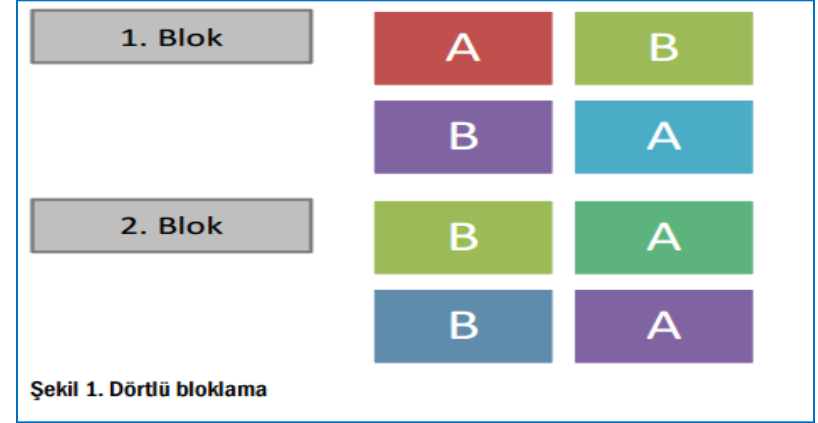 1. Blok A B
B A
2. Blok B A
B A
Şekil 1. Dörtlü bloklama